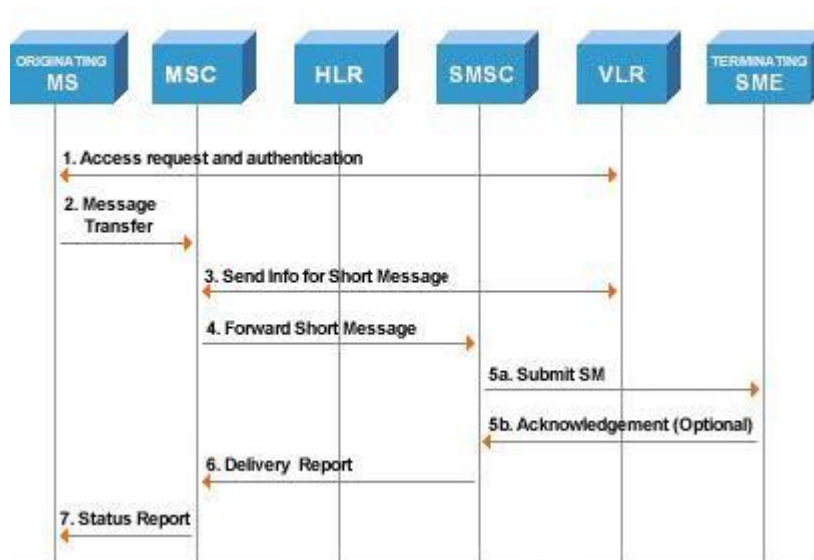 ORIGINATING
MS
MSC
HLR
SMSC
VLR
TERMINATING
SME
1. Access request and authentication
2. Message
Transfer
3. Send Info for Short Message
4. Forward Short Message
5a. Submit SM
5b. Acknowledgement (Optional)
6. Delivery Report
7. Status Report